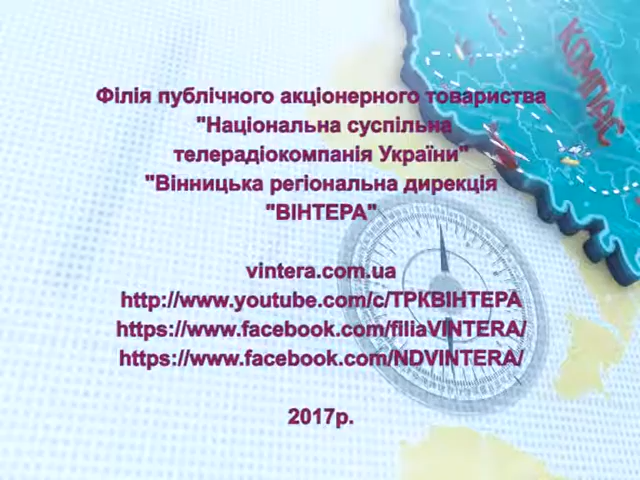 КОМПАС
Філія публічного акціонерного товариства
"Національна суспільна
телерадіокомпанія України"
"Вінницька регіональна дирекція
"ВІНТЕРА"
vintera.com.ua
http://www.youtube.com/c/ТРКВІНТЕРА
https://www.facebook.com/filiaVINTERA/
https://www.facebook.com/NDVINTERA/
2017р.